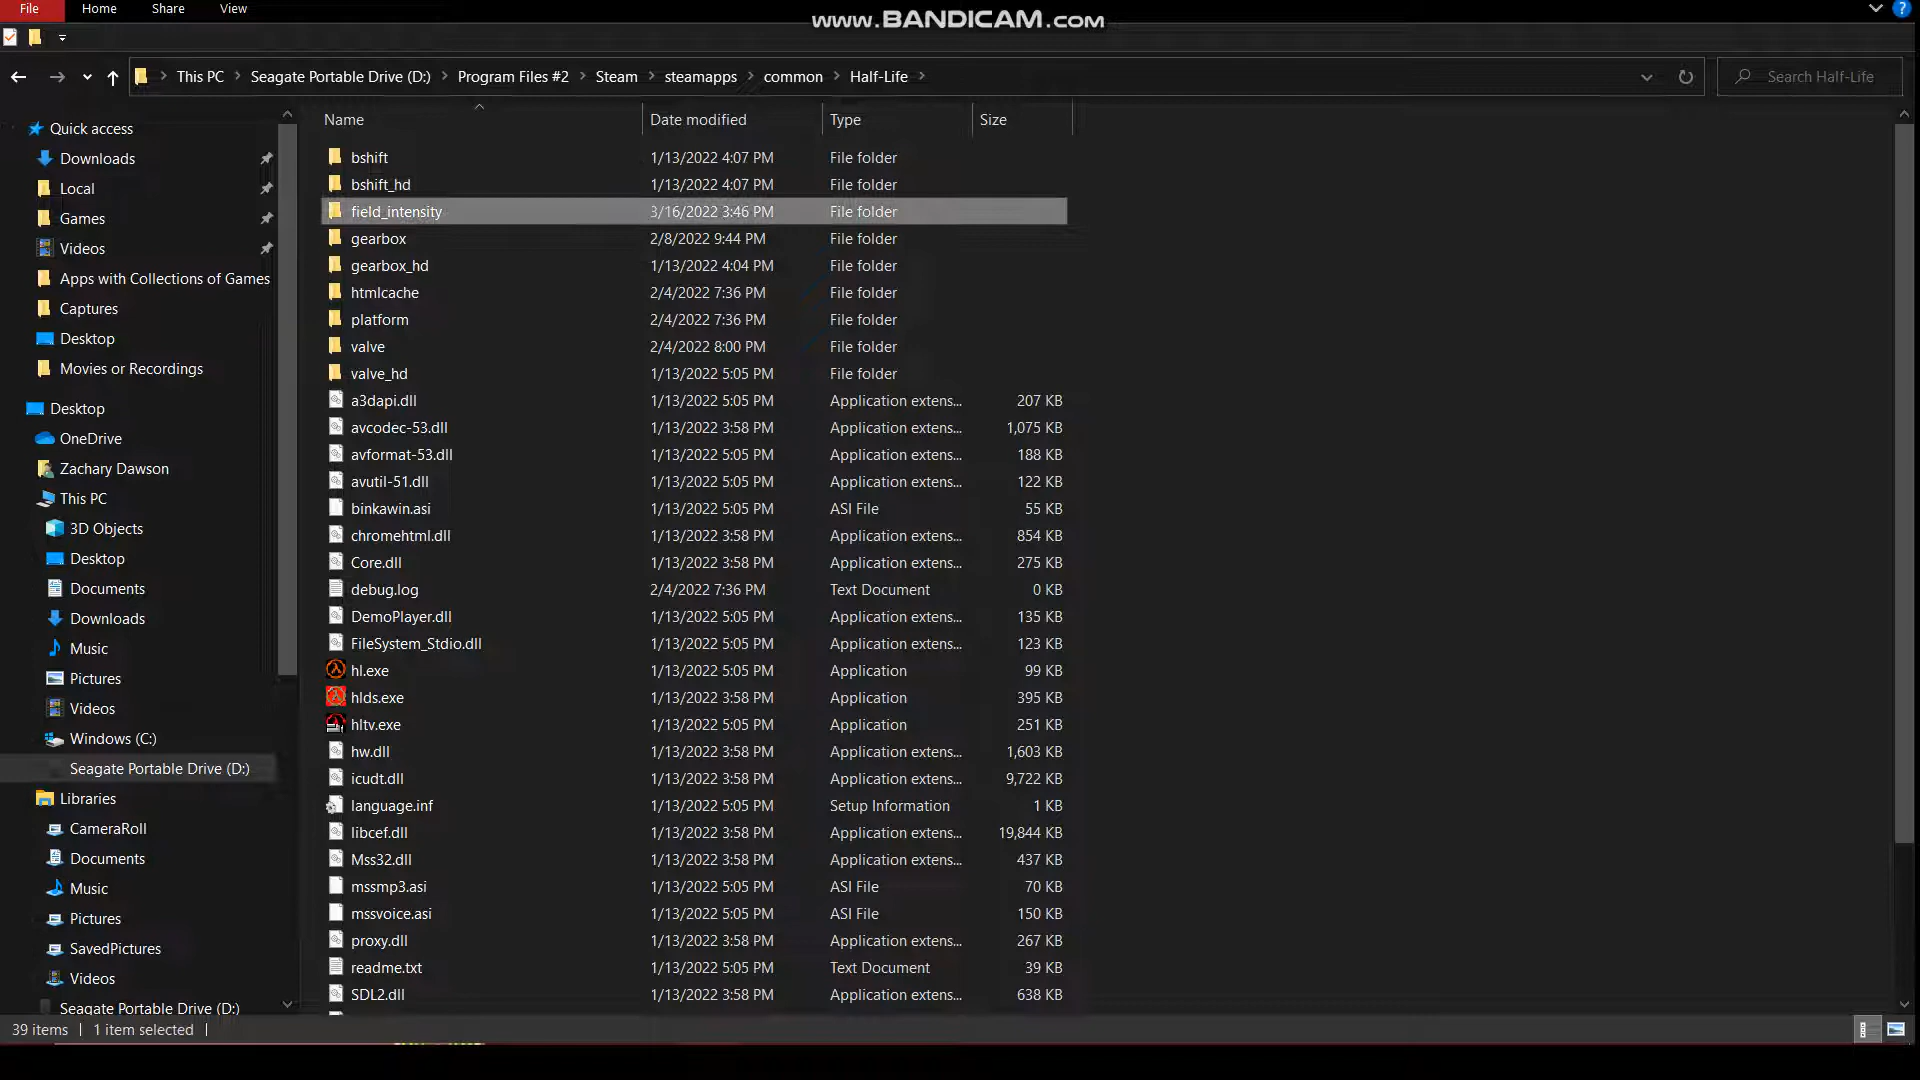 File Home Share View
www.BANDICAM.com
This PC Seagate Portable Drive (D:) Program Files #2 Steam steamapps common Half-Life
Search Half-Life
Quick access
Downloads
Local
Games
Videos
Apps with Collections of Games
Captures
Desktop
Movies or Recordings
Desktop
OneDrive
Zachary Dawson
This PC
3D Objects
Desktop
Documents
Downloads
Music
Pictures
Videos
Windows (C:)
Seagate Portable Drive (D:)
Libraries
CameraRoll
Documents
Music
Pictures
SavedPictures
Videos
Seagate Portable Drive (D:)
Name Date modified Type Size
bshift 1/13/2022 4:07 PM File folder
bshift_hd 1/13/2022 4:07 PM File folder
field_intensity 3/16/2022 3:46 PM File folder
gearbox 2/8/2022 9:44 PM File folder
gearbox_hd 1/13/2022 4:04 PM File folder
htmlcache 2/4/2022 7:36 PM File folder
platform 2/4/2022 7:36 PM File folder
valve 2/4/2022 8:00 PM File folder
valve_hd 1/13/2022 5:05 PM File folder
a3dapi.dll 1/13/2022 5:05 PM Application extens... 207 KB
avcodec-53.dll 1/13/2022 3:58 PM Application extens... 1,075 KB
avformat-53.dll 1/13/2022 5:05 PM Application extens... 188 KB
avutil-51.dll 1/13/2022 5:05 PM Application extens... 122 KB
binkawin.asi 1/13/2022 5:05 PM ASI File 55 KB
chromehtml.dll 1/13/2022 3:58 PM Application extens... 854 KB
Core.dll 1/13/2022 3:58 PM Application extens... 275 KB
debug.log 2/4/2022 7:36 PM Text Document 0 KB
DemoPlayer.dll 1/13/2022 5:05 PM Application extens... 135 KB
FileSystem_Stdio.dll 1/13/2022 5:05 PM Application extens... 123 KB
hl.exe 1/13/2022 5:05 PM Application 99 KB
hlds.exe 1/13/2022 3:58 PM Application 395 KB
hltv.exe 1/13/2022 5:05 PM Application 251 KB
hw.dll 1/13/2022 3:58 PM Application extens... 1,603 KB
icudt.dll 1/13/2022 3:58 PM Application extens... 9,722 KB
language.inf 1/13/2022 5:05 PM Setup Information 1 KB
libcef.dll 1/13/2022 3:58 PM Application extens... 19,844 KB
Mss32.dll 1/13/2022 3:58 PM Application extens... 437 KB
mssmp3.asi 1/13/2022 5:05 PM ASI File 70 KB
mssvoice.asi 1/13/2022 5:05 PM ASI File 150 KB
proxy.dll 1/13/2022 3:58 PM Application extens... 267 KB
readme.txt 1/13/2022 5:05 PM Text Document 39 KB
SDL2.dll 1/13/2022 3:58 PM Application extens... 638 KB
39 items 1 item selected